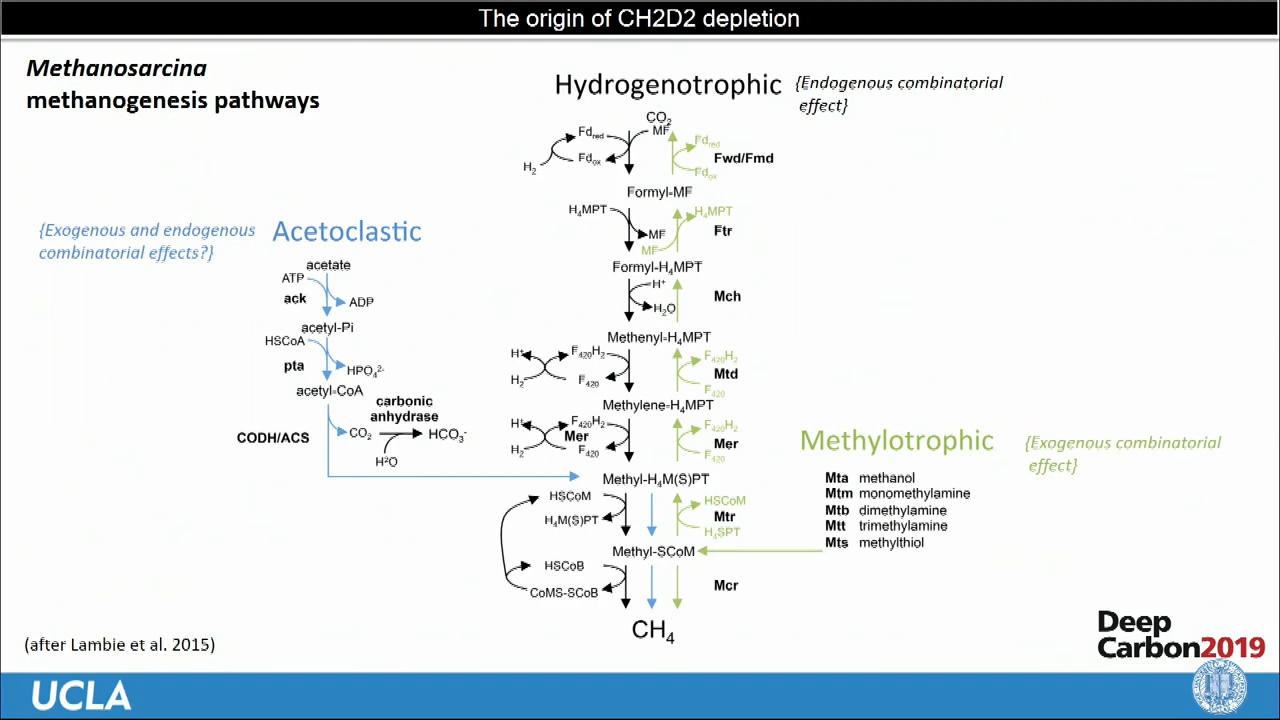 The origin of CH2D2 depletion
Methanosarcina
methanogenesis pathways
Hydrogenotrophic
{Endogenous combinatorial
effect}
CO₂
MF
Fd_red
Fd_ox
H₂
Fd_red
Fd_ox
Fwd/Fmd
Formyl-MF
H₄MPT
MF
H₄MPT
MF
Ftr
Formyl-H₄MPT
H⁺
H₂O
Mch
Methenyl-H₄MPT
H⁺
H₂
F₄₂₀H₂
F₄₂₀
F₄₂₀H₂
F₄₂₀
Mtd
Methylene-H₄MPT
H⁺
H₂
F₄₂₀H₂
Mer
F₄₂₀
F₄₂₀H₂
Mer
F₄₂₀
Methyl-H₄M(S)PT
HSCoM
H₄M(S)PT
HSCoM
Mtr
H₄SPT
Methyl-SCoM
HSCoB
CoMS-SCoB
Mcr
CH₄
{Exogenous and endogenous
combinatorial effects?}
Acetoclastic
acetate
ATP
ack
ADP
acetyl-Pi
HSCoA
pta
HPO₄²⁻
acetyl-CoA
carbonic
anhydrase
CODH/ACS
CO₂
HCO₃⁻
H²O
Methylotrophic
{Exogenous combinatorial
effect}
Mta methanol
Mtm monomethylamine
Mtb dimethylamine
Mtt trimethylamine
Mts methylthiol
(after Lambie et al. 2015)
Deep
Carbon2019
UCLA